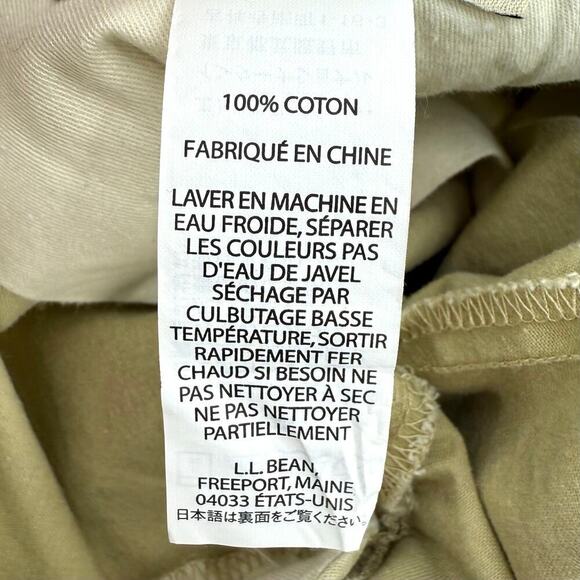 100% COTON
FABRIQUÉ EN CHINE
LAVER EN MACHINE EN
EAU FROIDE, SÉPARER
LES COULEURS PAS
D'EAU DE JAVEL
SÉCHAGE PAR
CULBUTAGE BASSE
TEMPÉRATURE, SORTIR
RAPIDEMENT FER
CHAUD SI BESOIN NE
PAS NETTOYER À SEC
NE PAS NETTOYER
PARTIELLEMENT
L.L. BEAN,
FREEPORT, MAINE
04033 ÉTATS-UNIS
日本語は裏面をご覧ください。